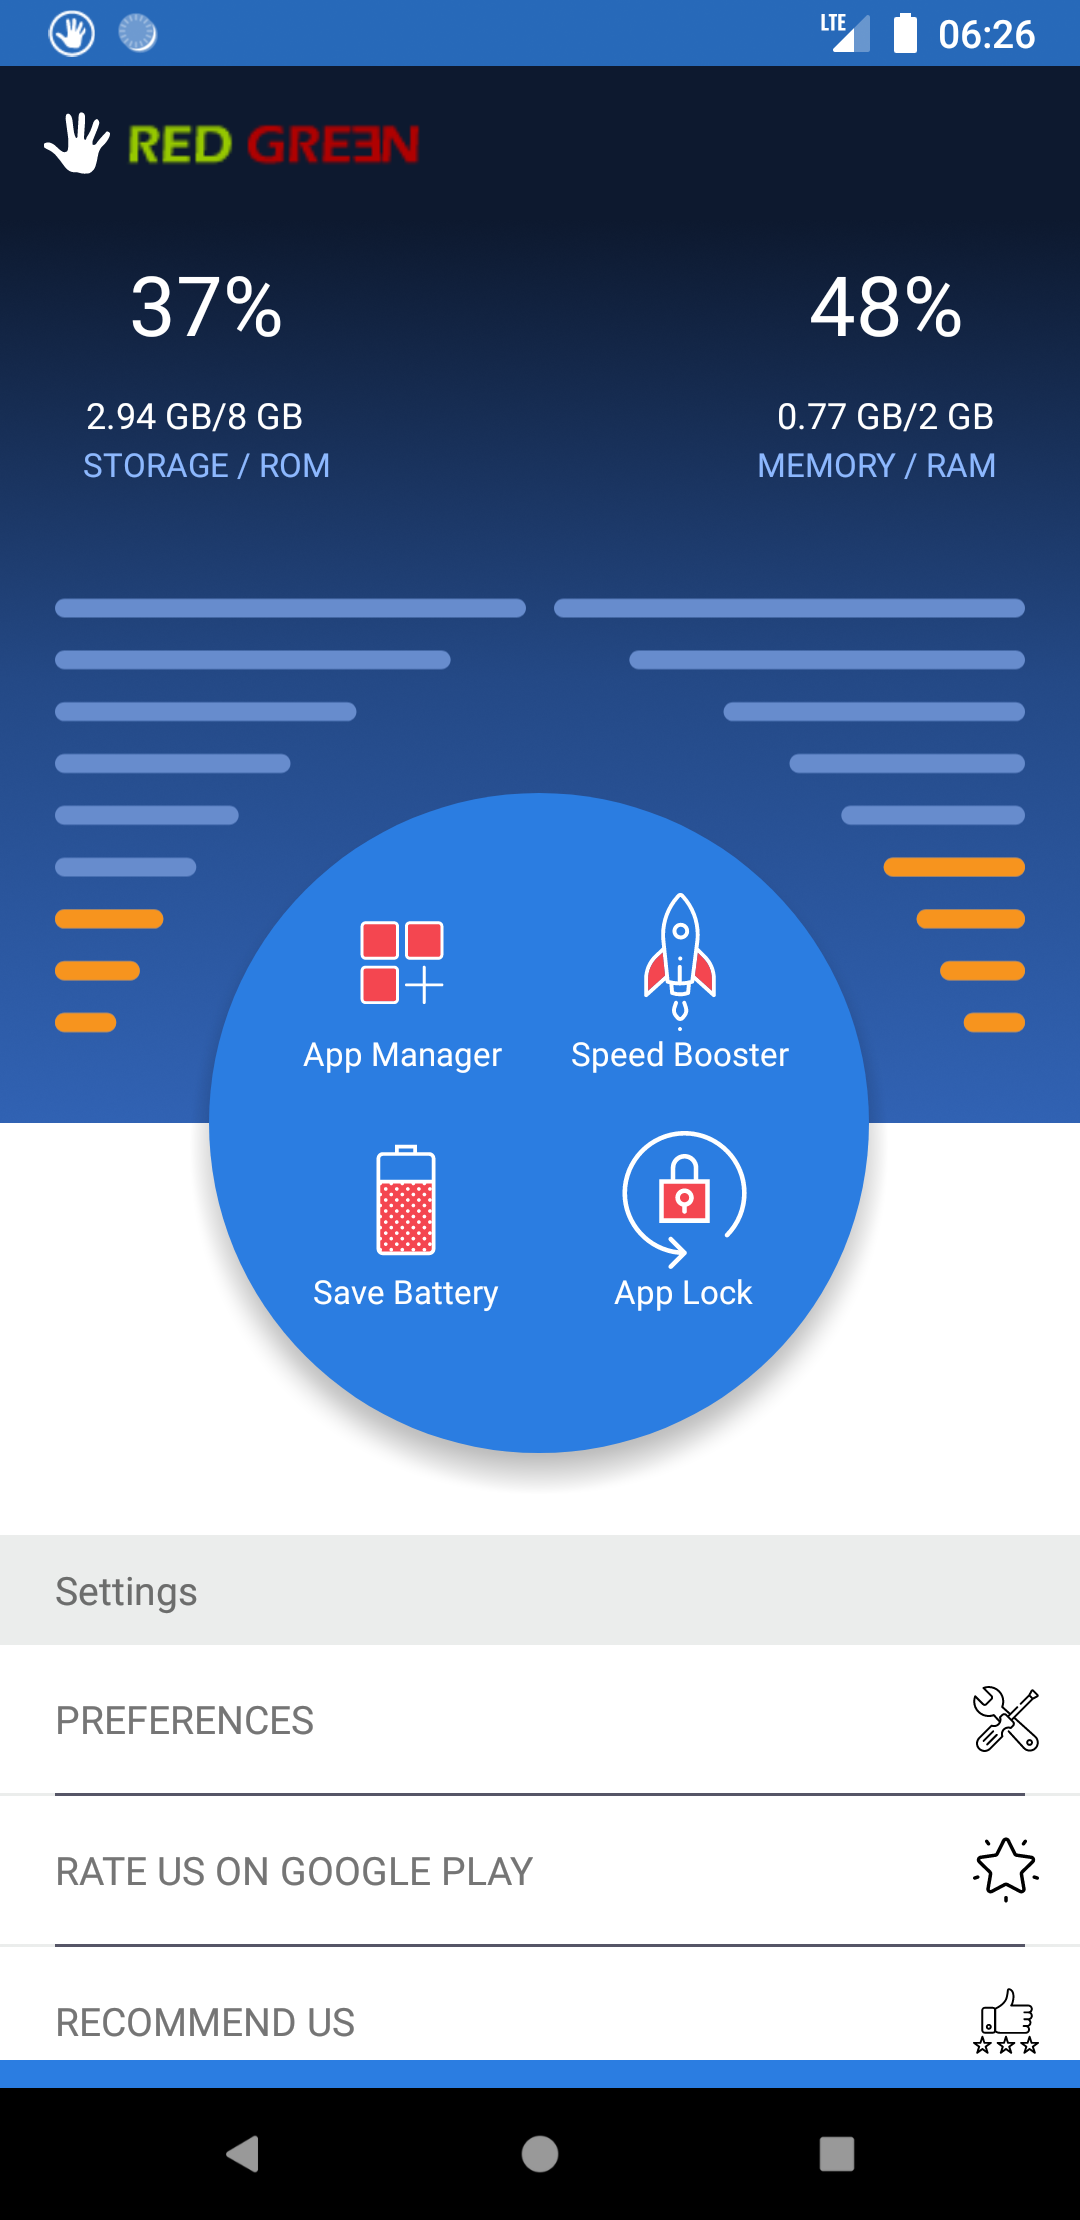 LTE 06:26
RED GREEN
37%
48%
2.94 GB/8 GB
0.77 GB/2 GB
STORAGE / ROM
MEMORY / RAM
App Manager
Speed Booster
Save Battery
App Lock
Settings
PREFERENCES
RATE US ON GOOGLE PLAY
RECOMMEND US